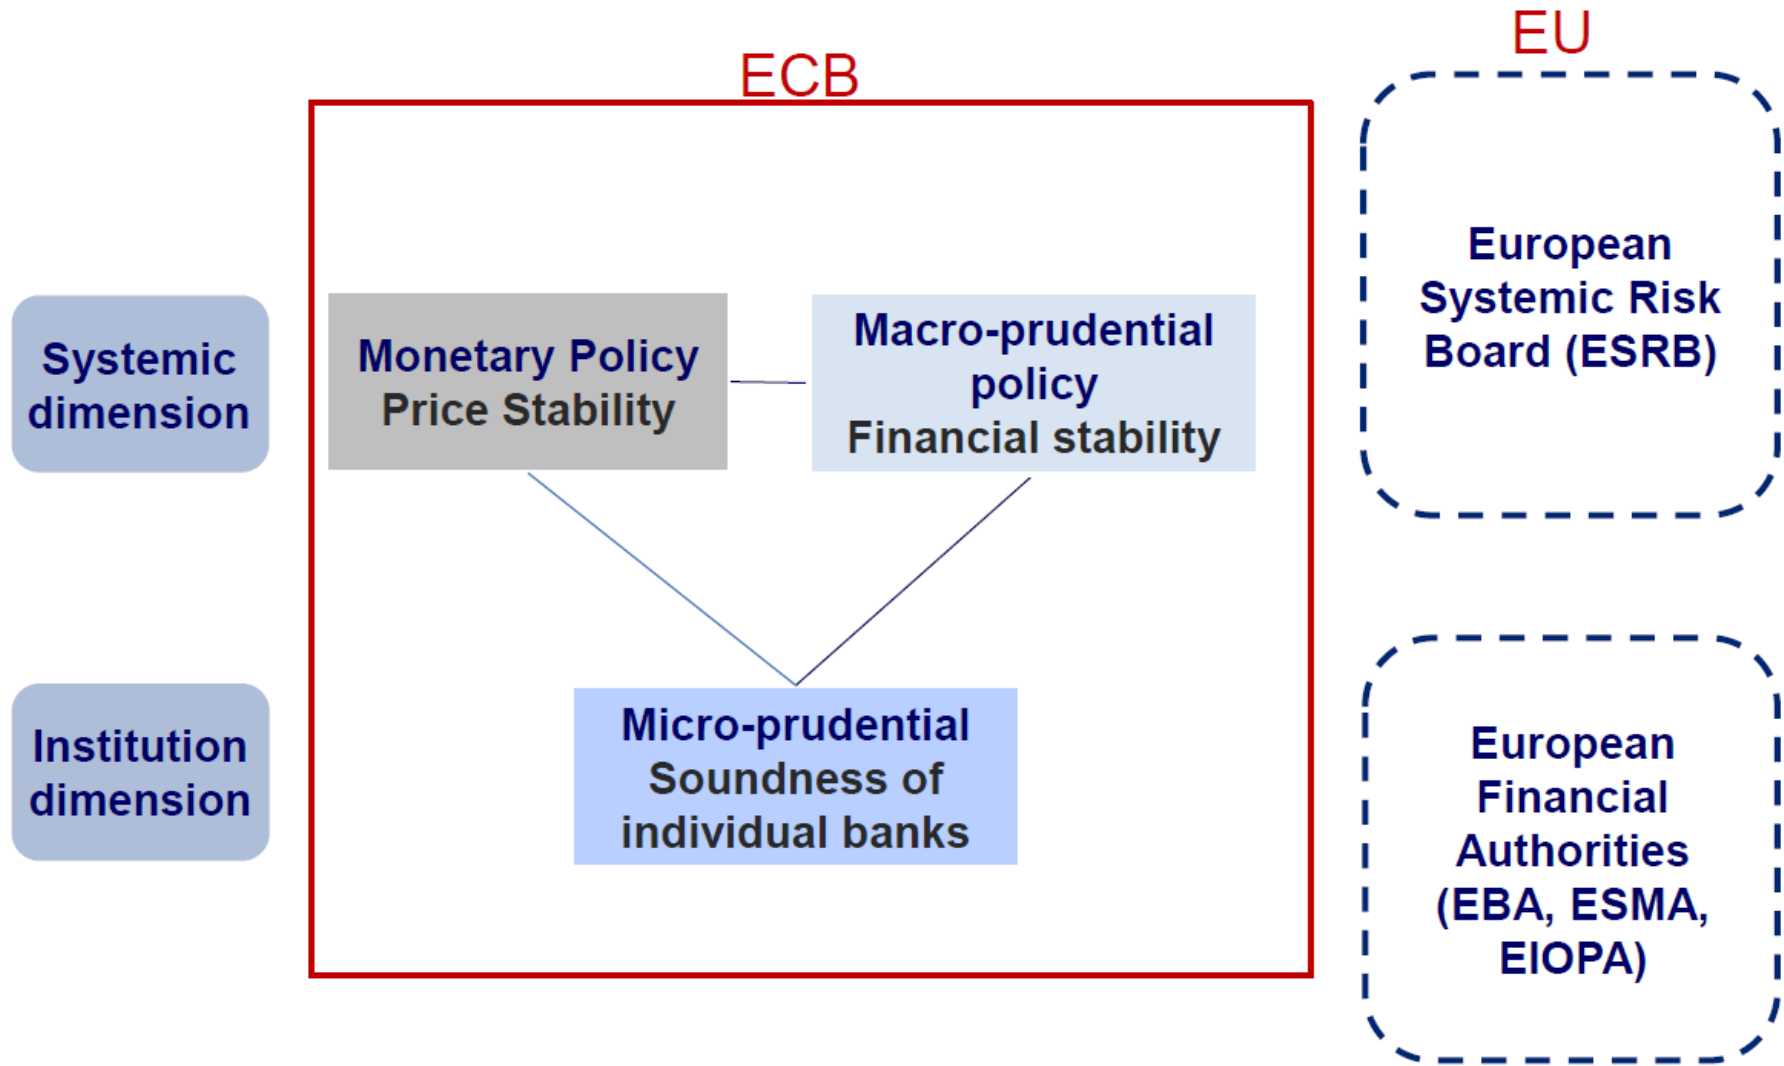 ECB
EU
Systemic
dimension
Monetary Policy
Price Stability
Macro-prudential
policy
Financial stability
European
Systemic Risk
Board (ESRB)
Institution
dimension
Micro-prudential
Soundness of
individual banks
European
Financial
Authorities
(EBA, ESMA,
EIOPA)